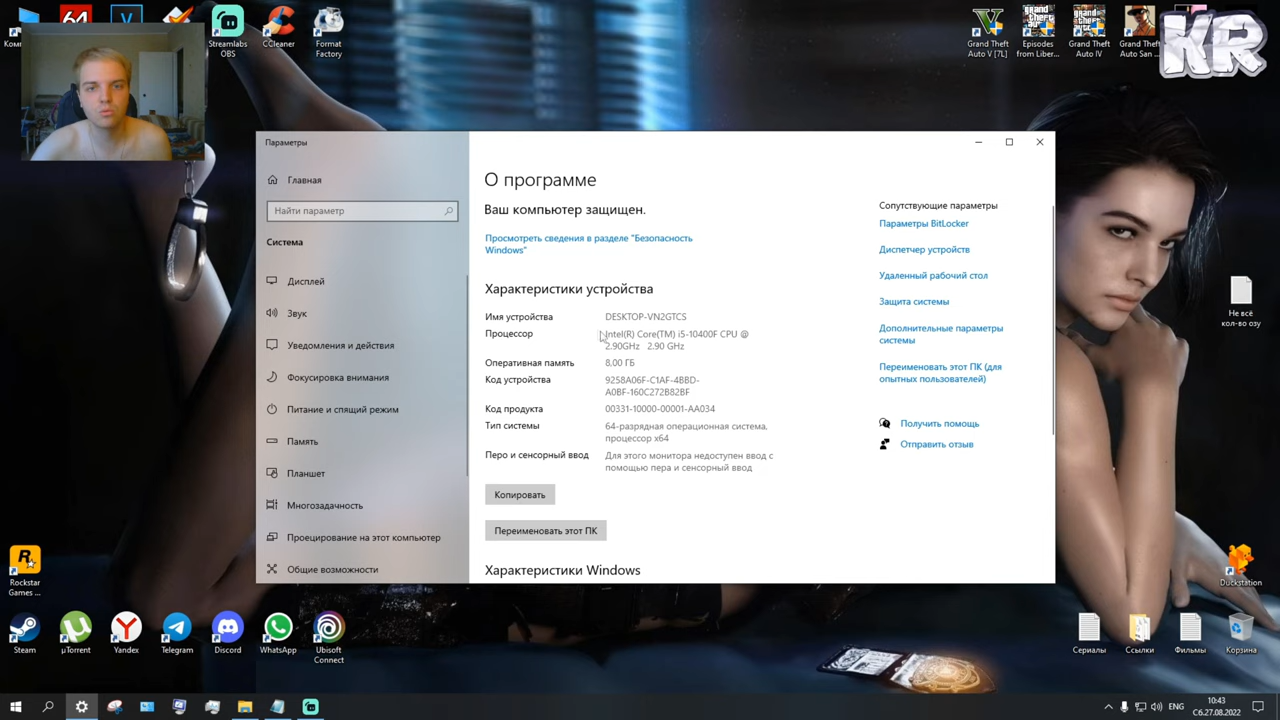 64
V
KR
Streamlabs
OBS
CCleaner
Format
Factory
Grand Theft
Auto V [7L]
Episodes
from Liber...
Grand Theft
Auto IV
Grand Theft
Auto San ...
Параметры
Главная
Найти параметр
Система
Дисплей
Звук
Уведомления и действия
Фокусировка внимания
Питание и спящий режим
Память
Планшет
Многозадачность
Проецирование на этот компьютер
Общие возможности
О программе
Ваш компьютер защищен.
Просмотреть сведения в разделе "Безопасность
Windows"
Характеристики устройства
Имя устройства DESKTOP-VN2GTCS
Процессор Intel(R) Core(TM) i5-10400F CPU @
2.90GHz 2.90 GHz
Оперативная память 8,00 ГБ
Код устройства 9258A06F-C1AF-4BBD-
A0BF-160C272B82BF
Код продукта 00331-10000-00001-AA034
Тип системы 64-разрядная операционная система,
процессор x64
Перо и сенсорный ввод Для этого монитора недоступен ввод с
помощью пера и сенсорный ввод
Копировать
Переименовать этот ПК
Характеристики Windows
Сопутствующие параметры
Параметры BitLocker
Диспетчер устройств
Удаленный рабочий стол
Защита системы
Дополнительные параметры
системы
Переименовать этот ПК (для
опытных пользователей)
Получить помощь
Отправить отзыв
Не всё
кол-во озу
Rockstar
Games ...
Duckstation
Steam
µTorrent
Yandex
Telegram
Discord
WhatsApp
Ubisoft
Connect
Сериалы
Ссылки
Фильмы
Корзина
ENG
10:43
Сб.27.08.2022